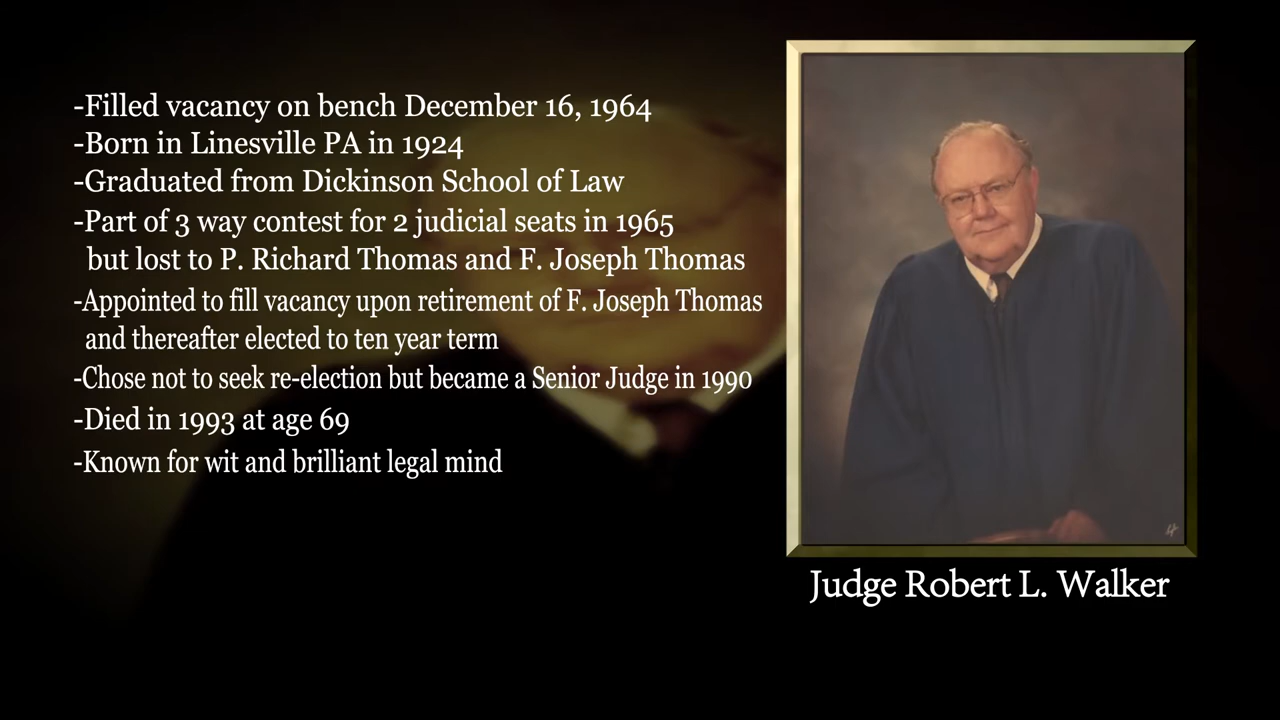 -Filled vacancy on bench December 16, 1964
-Born in Linesville PA in 1924
-Graduated from Dickinson School of Law
-Part of 3 way contest for 2 judicial seats in 1965
but lost to P. Richard Thomas and F. Joseph Thomas
-Appointed to fill vacancy upon retirement of F. Joseph Thomas
and thereafter elected to ten year term
-Chose not to seek re-election but became a Senior Judge in 1990
-Died in 1993 at age 69
-Known for wit and brilliant legal mind
Judge Robert L. Walker